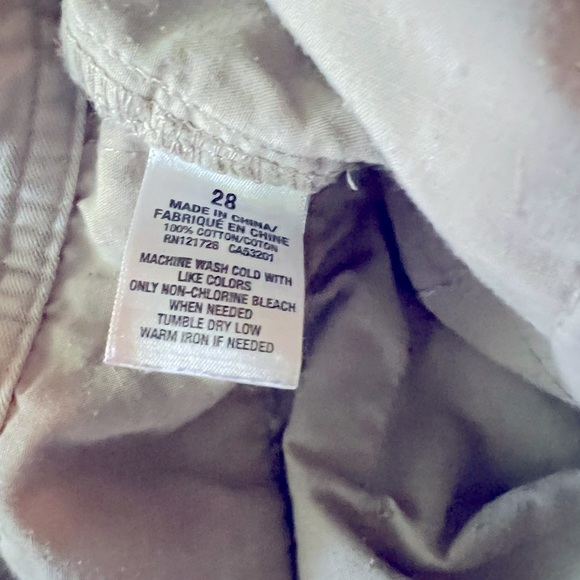 28
MADE IN CHINA/
FABRIQUÉ EN CHINE
100% COTTON/COTON
RN121728 CA53201
MACHINE WASH COLD WITH
LIKE COLORS
ONLY NON-CHLORINE BLEACH
WHEN NEEDED
TUMBLE DRY LOW
WARM IRON IF NEEDED